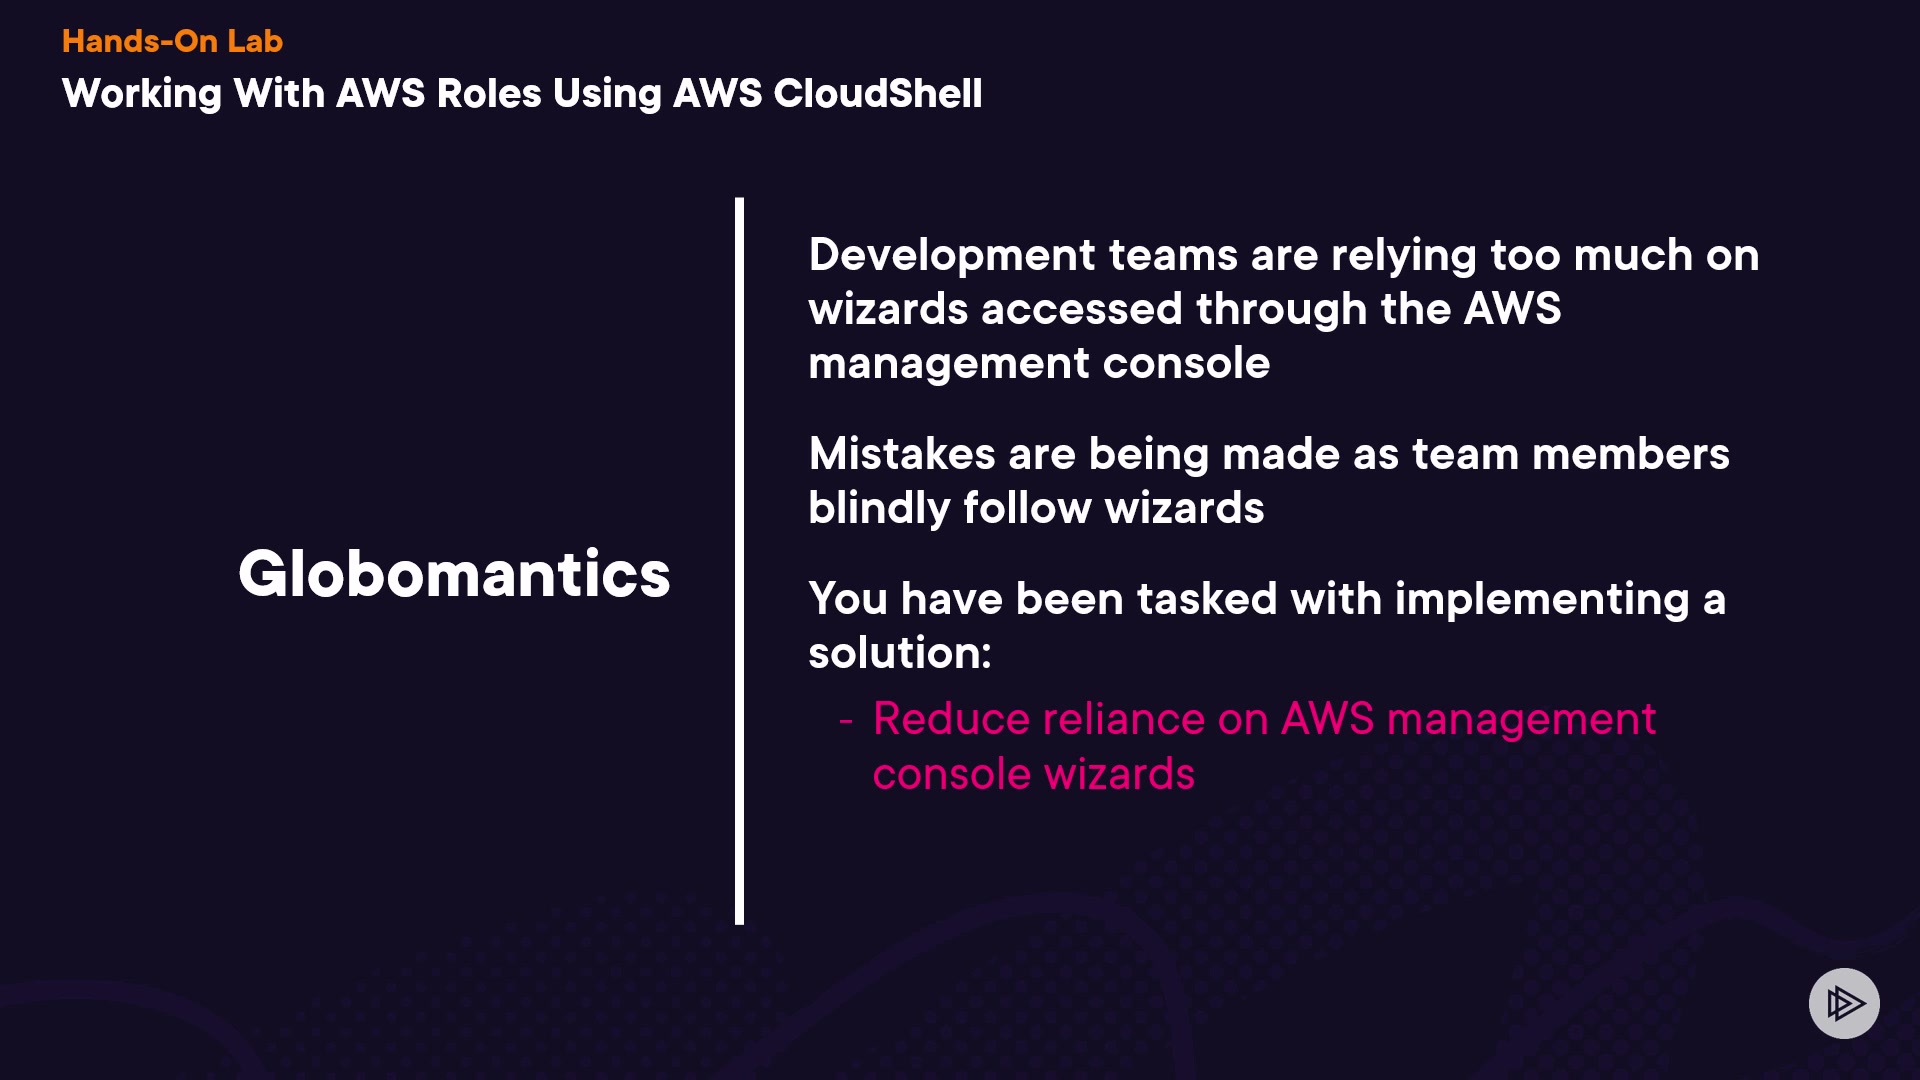 Hands-On Lab
Working With AWS Roles Using AWS CloudShell
Globomantics
Development teams are relying too much on
wizards accessed through the AWS
management console
Mistakes are being made as team members
blindly follow wizards
You have been tasked with implementing a
solution:
- Reduce reliance on AWS management
console wizards